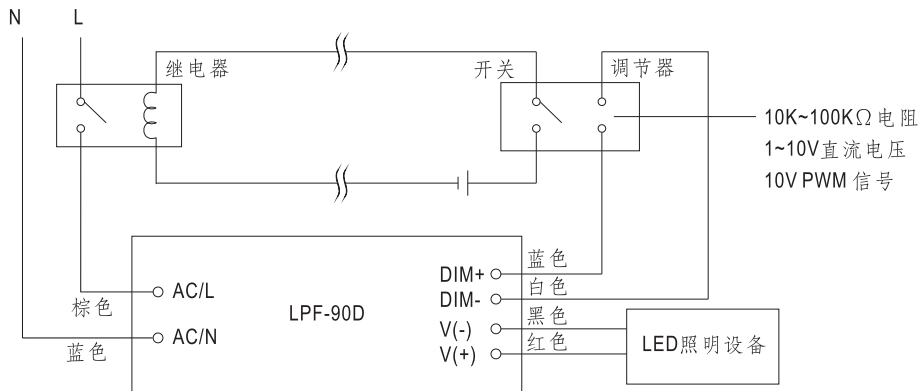 N L
继电器
开关
调节器
10K~100KΩ电阻
1~10V直流电压
10V PWM 信号
蓝色
DIM+
白色
DIM-
黑色
V(-)
红色
V(+)
AC/L
棕色
LPF-90D
AC/N
蓝色
LED照明设备